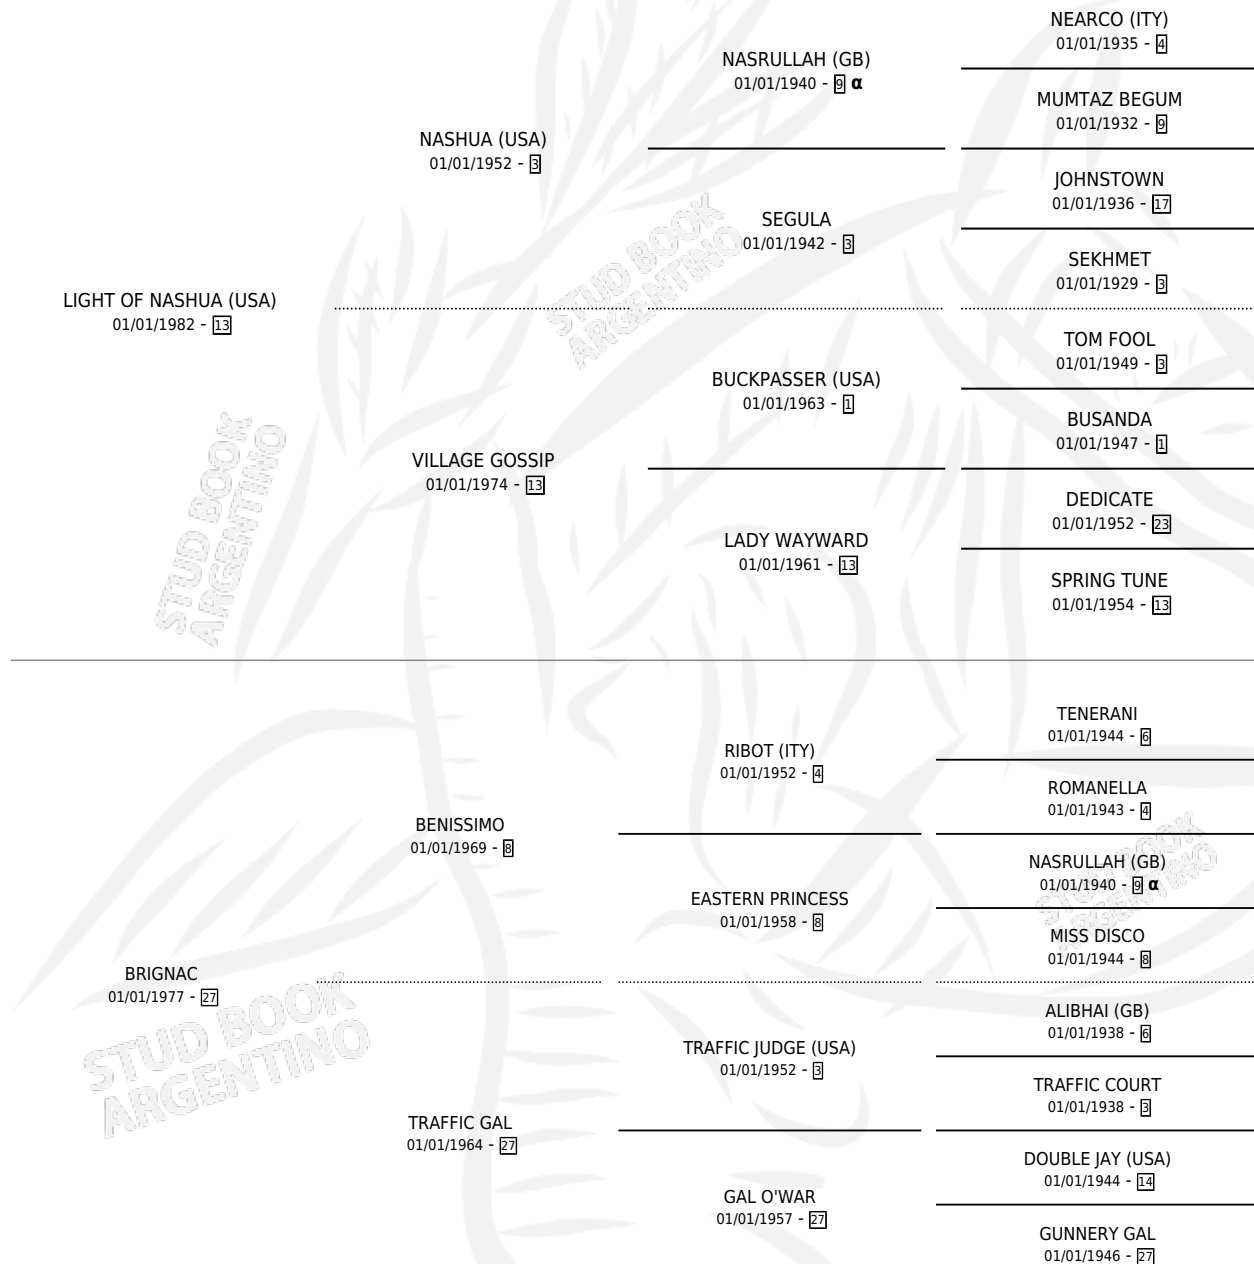 NEARCO (ITY)
01/01/1935 - 4
NASRULLAH (GB)
01/01/1940 - 9 α
MUMTAZ BEGUM
01/01/1932 - 9
NASHUA (USA)
01/01/1952 - 3
JOHNSTOWN
01/01/1936 - 17
SEGULA
01/01/1942 - 3
SEKHMET
01/01/1929 - 3
LIGHT OF NASHUA (USA)
01/01/1982 - 13
TOM FOOL
01/01/1949 - 3
BUCKPASSER (USA)
01/01/1963 - 1
BUSANDA
01/01/1947 - 1
VILLAGE GOSSIP
01/01/1974 - 13
DEDICATE
01/01/1952 - 23
LADY WAYWARD
01/01/1961 - 13
SPRING TUNE
01/01/1954 - 13
STUD BOOK
ARGENTINO
STUD BOOK
ARGENTINO
TENERANI
01/01/1944 - 6
RIBOT (ITY)
01/01/1952 - 4
ROMANELLA
01/01/1943 - 4
BENISSIMO
01/01/1969 - 8
NASRULLAH (GB)
01/01/1940 - 9 α
EASTERN PRINCESS
01/01/1958 - 8
MISS DISCO
01/01/1944 - 8
STUD BOOK
ARGENTINO
BRIGNAC
01/01/1977 - 27
ALIBHAI (GB)
01/01/1938 - 6
TRAFFIC JUDGE (USA)
01/01/1952 - 3
TRAFFIC COURT
01/01/1938 - 3
TRAFFIC GAL
01/01/1964 - 27
DOUBLE JAY (USA)
01/01/1944 - 14
GAL O'WAR
01/01/1957 - 27
GUNNERY GAL
01/01/1946 - 27
STUD BOOK
ARGENTINO